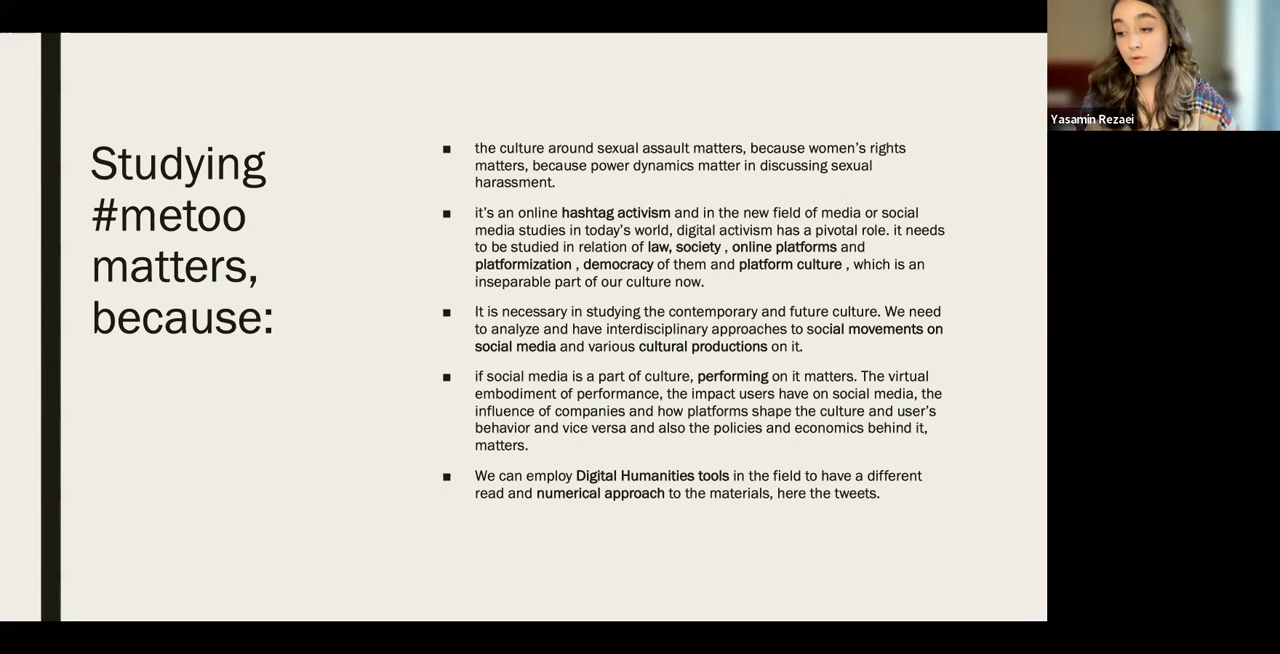 Studying
#metoo
matters,
because:
■ the culture around sexual assault matters, because women’s rights
matters, because power dynamics matter in discussing sexual
harassment.
■ it’s an online hashtag activism and in the new field of media or social
media studies in today’s world, digital activism has a pivotal role. it needs
to be studied in relation of law, society , online platforms and
platformization , democracy of them and platform culture , which is an
inseparable part of our culture now.
■ It is necessary in studying the contemporary and future culture. We need
to analyze and have interdisciplinary approaches to social movements on
social media and various cultural productions on it.
■ if social media is a part of culture, performing on it matters. The virtual
embodiment of performance, the impact users have on social media, the
influence of companies and how platforms shape the culture and user’s
behavior and vice versa and also the policies and economics behind it,
matters.
■ We can employ Digital Humanities tools in the field to have a different
read and numerical approach to the materials, here the tweets.
Yasamin Rezaei